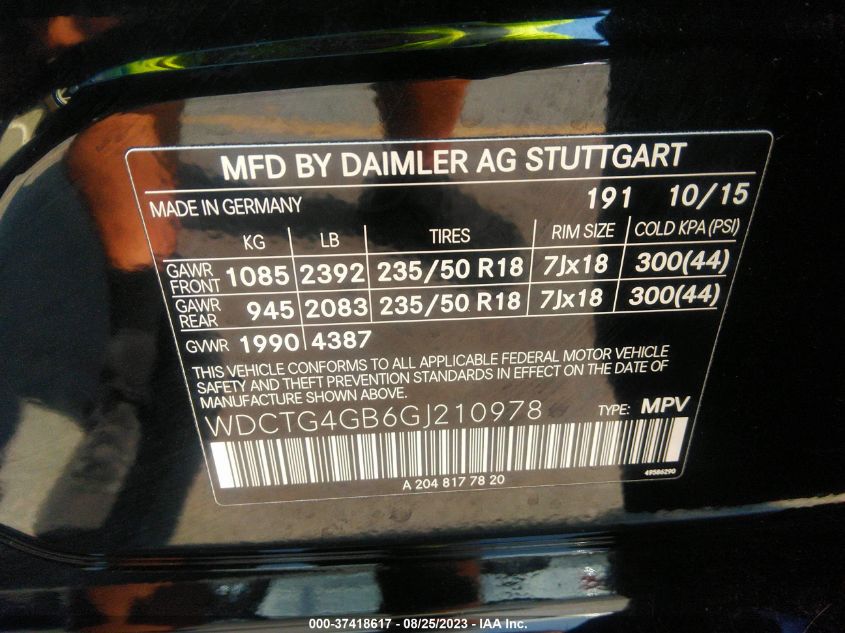 MFD BY DAIMLER AG STUTTGART
MADE IN GERMANY 191 10/15
KG LB TIRES RIM SIZE COLD KPA (PSI)
GAWR FRONT 1085 2392 235/50 R18 7Jx18 300(44)
GAWR REAR 945 2083 235/50 R18 7Jx18 300(44)
GVWR 1990 4387
THIS VEHICLE CONFORMS TO ALL APPLICABLE FEDERAL MOTOR VEHICLE
SAFETY AND THEFT PREVENTION STANDARDS IN EFFECT ON THE DATE OF
MANUFACTURE SHOWN ABOVE.
WDCTG4GB6GJ210978 TYPE: MPV
49586290
A 204 817 78 20
000-37418617 - 08/25/2023 - IAA Inc.